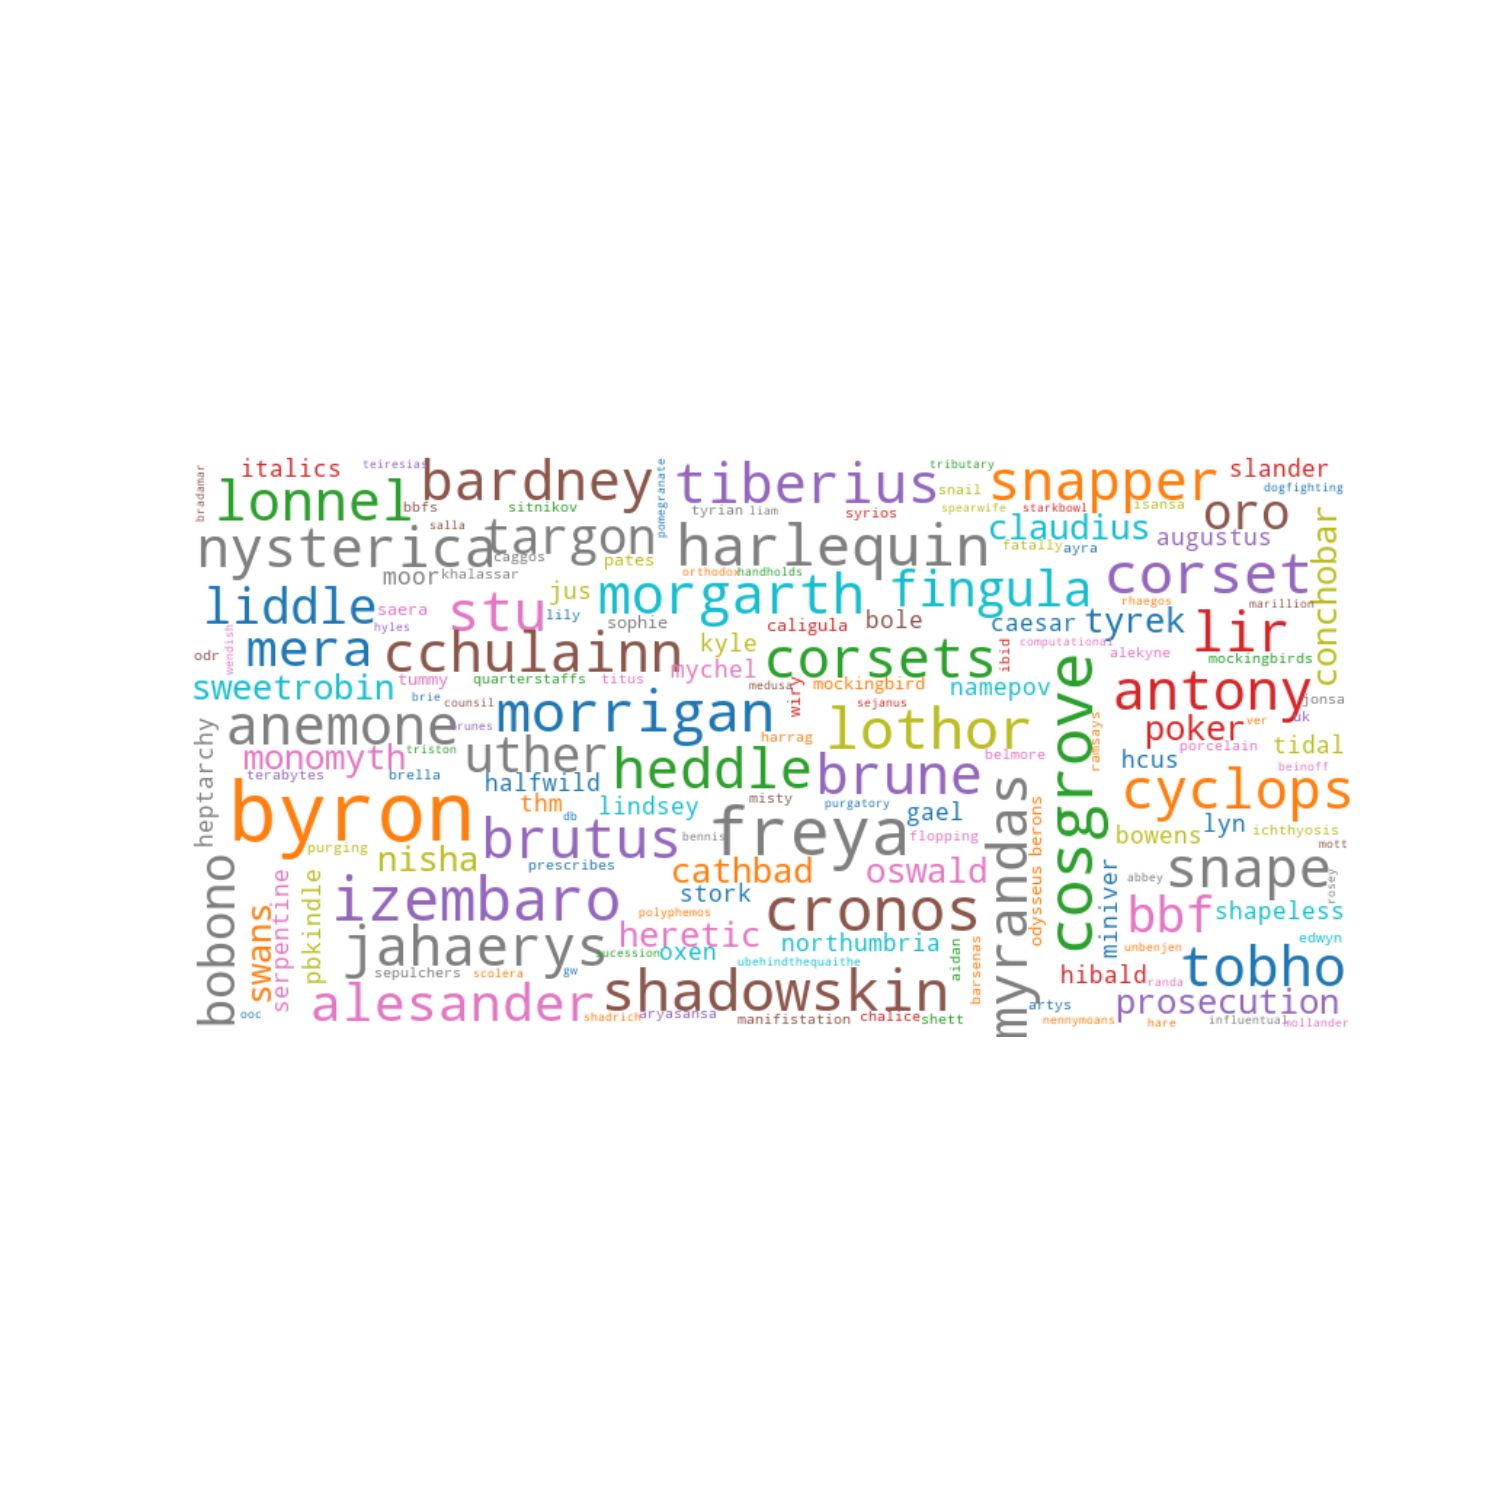 bradamar
italics
teiresias
bardney
pomegranate
tiberius
tributary
snapper
slander
dogfighting
lonnel
bbfs
sitnikov
tyrian
liam
snail
syrios
spearwife
starkbowl
isansa
oro
conchobar
salla
nysterica
targon
caggos
harlequin
claudius
augustus
fatally
ayra
moor
khalassar
pates
orthodox
handholds
corset
liddle
saera
stu
jus
lily
morgarth
fingula
rhaegos
marillion
hyles
sophie
caligula
bole
caesar
tyrek
lir
wendish
odr
mera
cchulainn
kyle
corsets
ibid
computational
alekyne
mockingbirds
mychel
sweetrobin
tummy
quarterstaffs
titus
medusa
wiry
mockingbird
namepov
cosgrove
antony
jonsa
brie
counsil
morrigan
sejanus
lothor
heptarchy
anemone
brunes
harrag
ramsays
poker
ver
uk
monomyth
triston
uther
heddle
belmore
hcus
porcelain
tidal
beinoff
terabytes
brella
halfwild
brune
myrandas
cyclops
byron
thm
db
lindsey
misty
purgatory
gael
odysseus
berons
bowens
lyn
ichthyosis
mott
purging
nisha
brutus
bennis
freya
flopping
prescribes
cathbad
oswald
miniver
abbey
snape
rosey
bobono
swans
serpentine
pbkindle
izembaro
stork
polyphemos
cronos
bbf
shapeless
jahaerys
heretic
northumbria
aidan
barsenas
unbenjen
edwyn
sucession
oxen
ubehindthequaithe
sepulchers
scolera
gw
hibald
randa
tobho
ooc
alesander
shadowskin
shadrich
aryasansa
manifistation
chalice
shett
artys
prosecution
nennymoans
hare
influentual
mollander